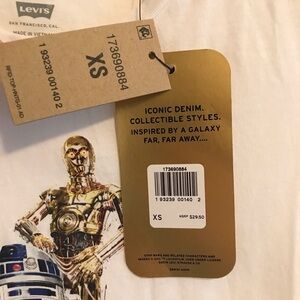 Levi's
SAN FRANCISCO, CAL.
MADE IN VIETNAM
173690884
XS
1 93239 00140 2
ICONIC DENIM.
COLLECTIBLE STYLES.
INSPIRED BY A GALAXY
FAR, FAR AWAY....
173690884
1 93239 00140 2
XS
MSRP $29.50